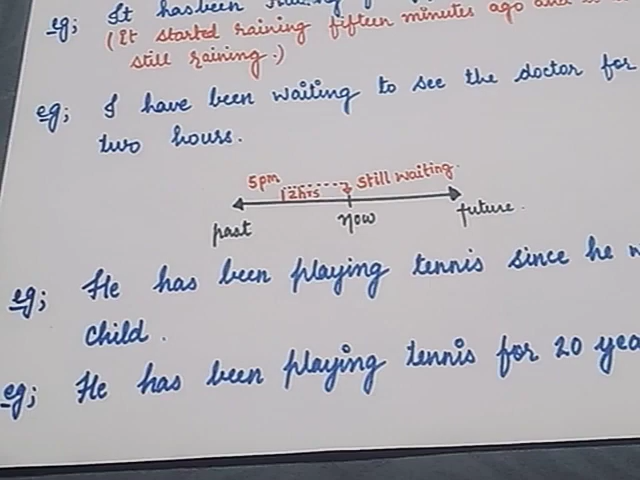 eg; It has been
(It started raining fifteen minutes ago and
still raining.)
eg; I have been waiting to see the doctor for
two hours.
5pm 2hrs still waiting.
past now future.
eg; He has been playing tennis since he
child.
eg; He has been playing tennis for 20